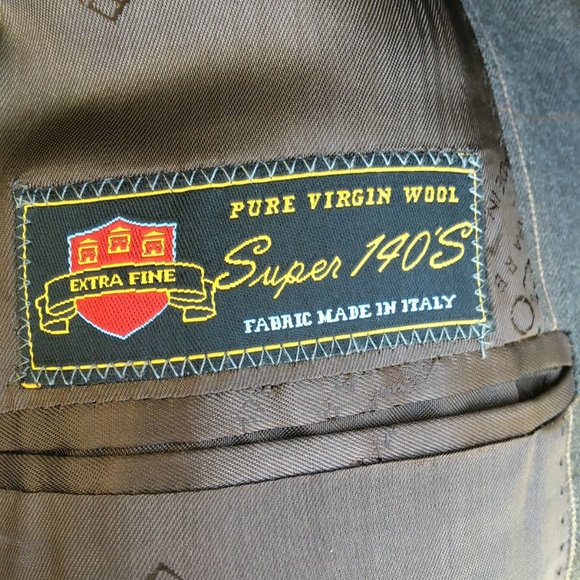 PURE VIRGIN WOOL
EXTRA FINE
Super 140'S
FABRIC MADE IN ITALY